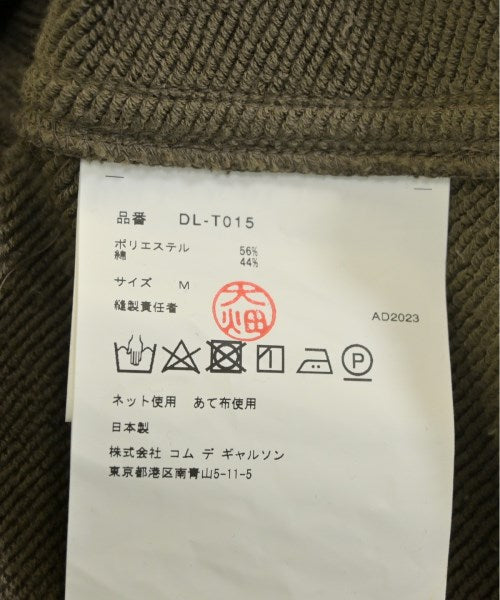 品番 DL-T015
ポリエステル 56%
綿 44%
サイズ M
縫製責任者
大畑
AD2023
ネット使用 あて布使用
日本製
株式会社 コム デ ギャルソン
東京都港区南青山5-11-5